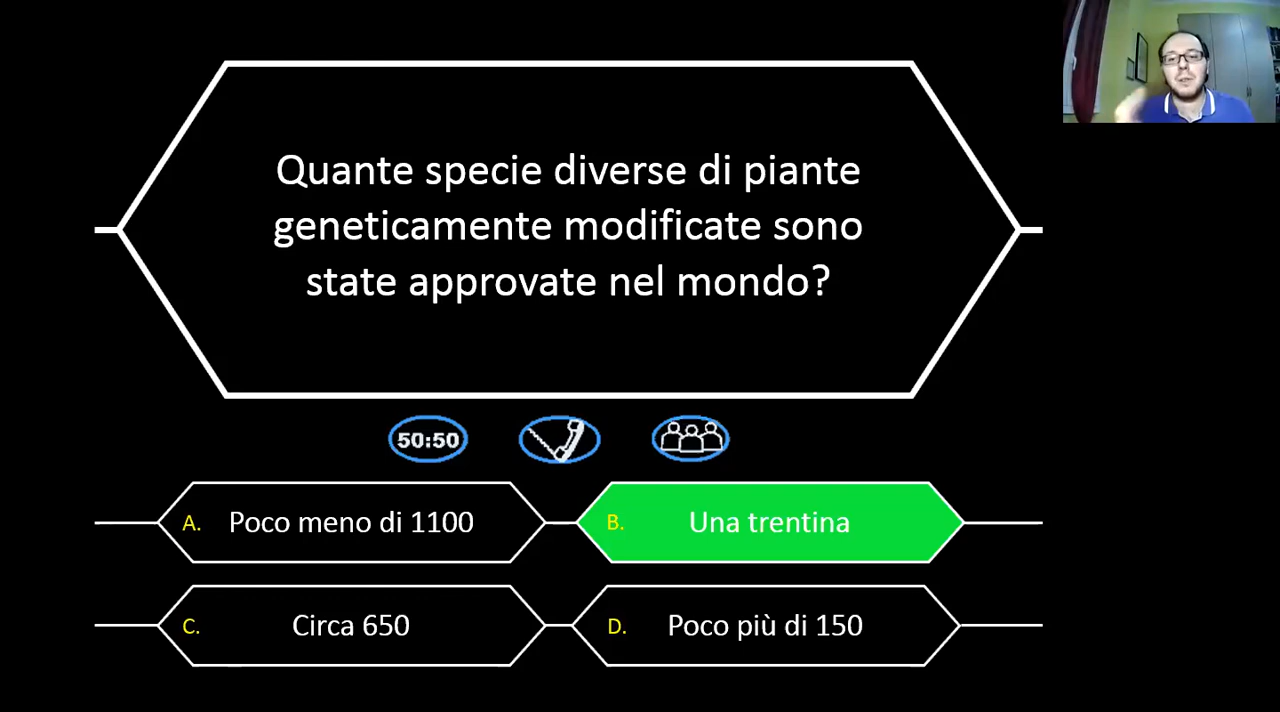 Quante specie diverse di piante
geneticamente modificate sono
state approvate nel mondo?
50:50
A. Poco meno di 1100
B. Una trentina
C. Circa 650
D. Poco più di 150